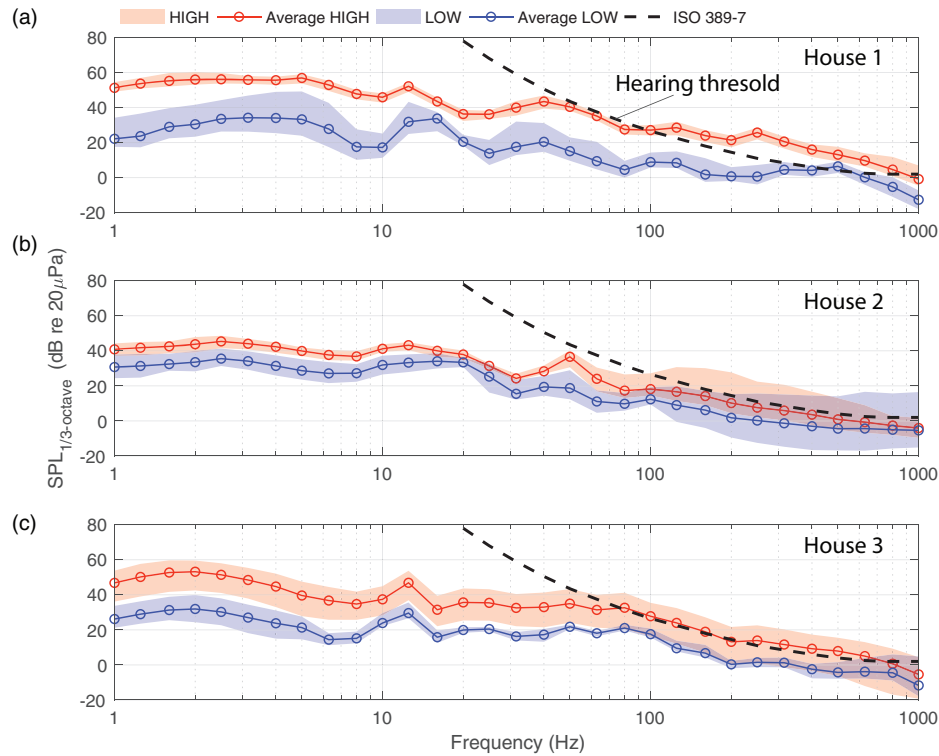 (a)
HIGH Average HIGH LOW Average LOW ISO 389-7
80
60
40
20
0
-20
House 1
Hearing thresold
1 10 100 1000
(b)
80
60
40
20
0
-20
House 2
1 10 100 1000
SPL1/3-octave (dB re 20μPa)
(c)
80
60
40
20
0
-20
House 3
1 10 100 1000
Frequency (Hz)